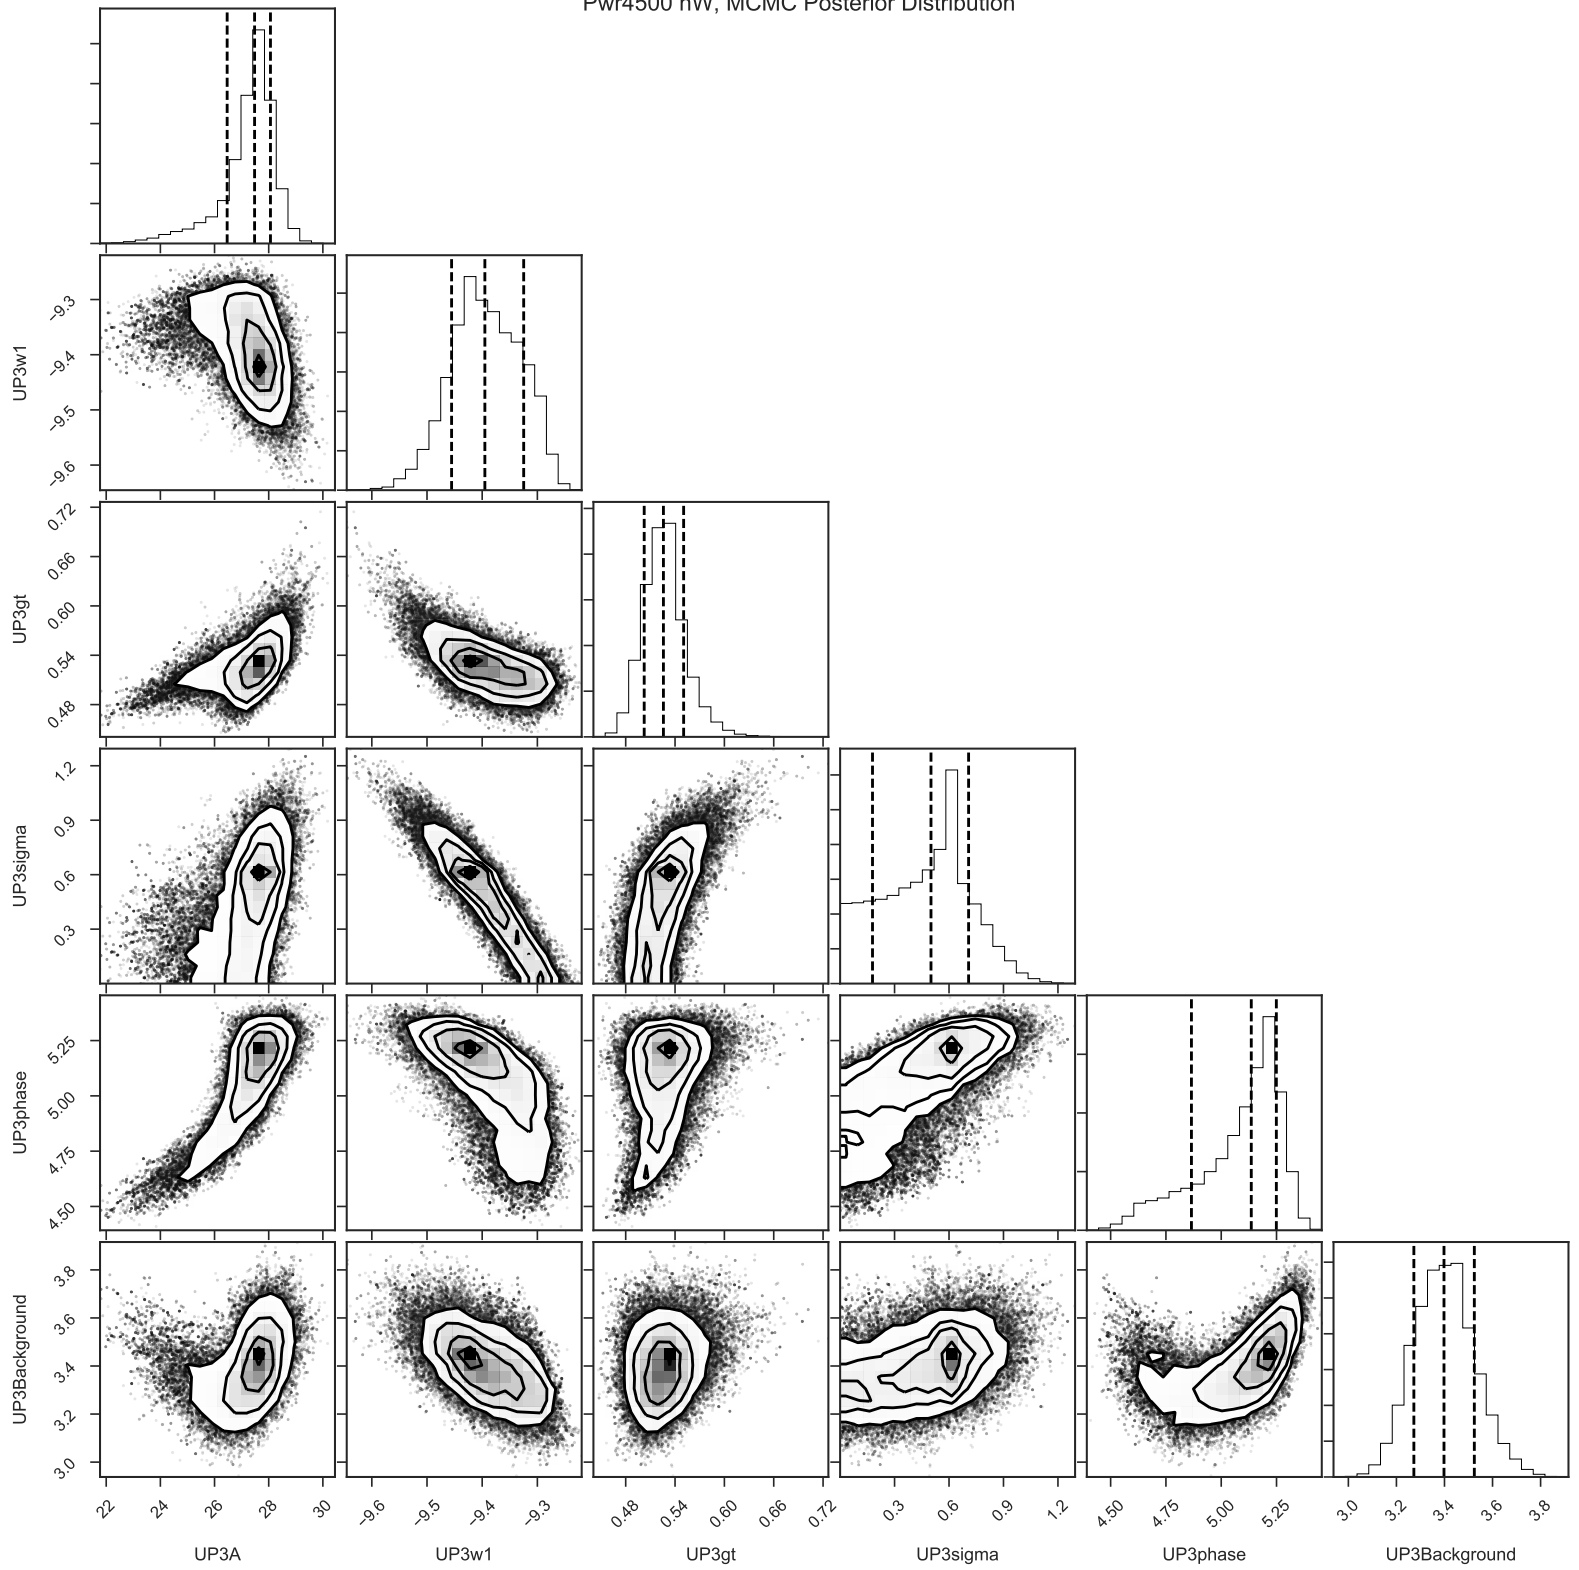 Pwr4500 nW, MCMC Posterior Distribution
UP3w1
−9.3
−9.4
−9.5
−9.6
UP3gt
0.72
0.66
0.60
0.54
0.48
UP3sigma
1.2
0.9
0.6
0.3
UP3phase
5.25
5.00
4.75
4.50
UP3Background
3.8
3.6
3.4
3.2
3.0
22 24 26 28 30
−9.6 −9.5 −9.4 −9.3
0.48 0.54 0.60 0.66 0.72
0.3 0.6 0.9 1.2
4.50 4.75 5.00 5.25
3.0 3.2 3.4 3.6 3.8
UP3A UP3w1 UP3gt UP3sigma UP3phase UP3Background